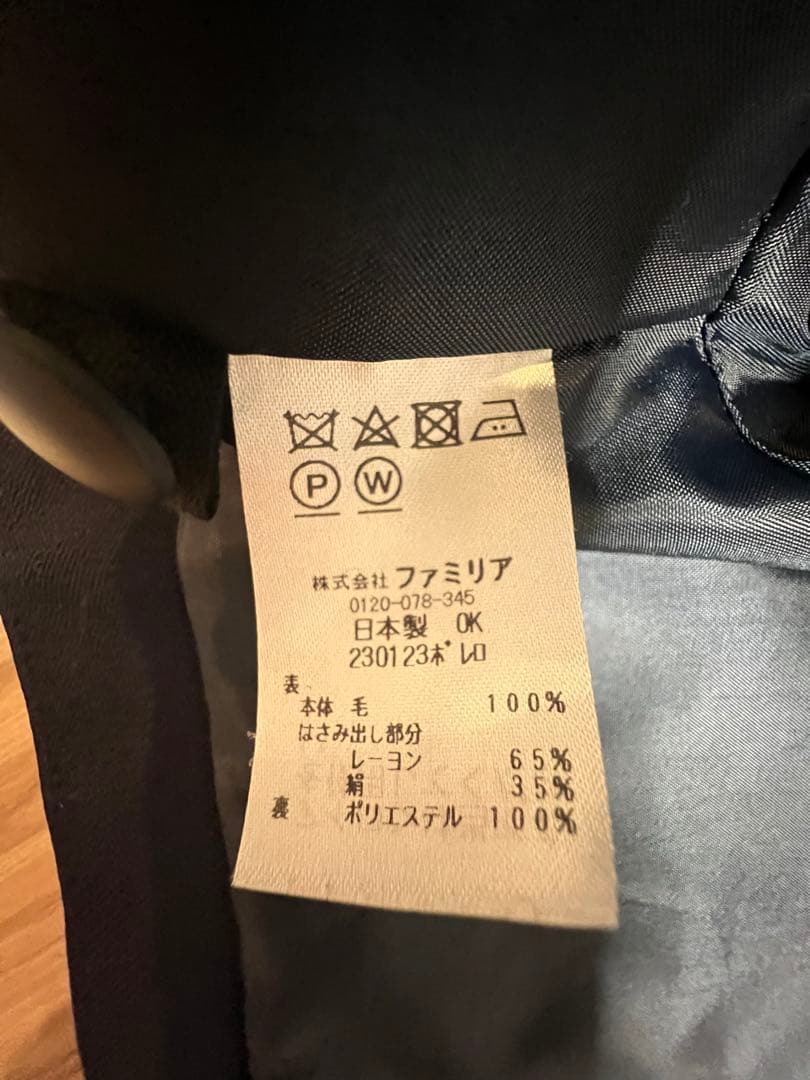 P W
株式会社 ファミリア
0120-078-345
日本製 OK
230123ﾎﾞﾚﾛ
表
本体 毛 100%
はさみ出し部分
レーヨン 65%
絹 35%
裏 ポリエステル 100%